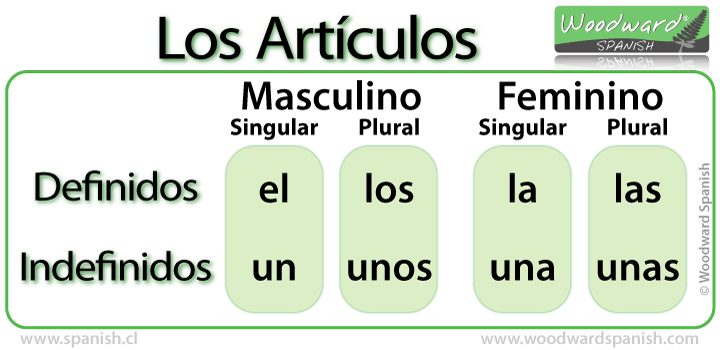 Los Artículos
Woodward®
SPANISH
Masculino Feminino
Singular Plural Singular Plural
Definidos el los la las
Indefinidos un unos una unas
© Woodward Spanish
www.spanish.cl www.woodwardspanish.com